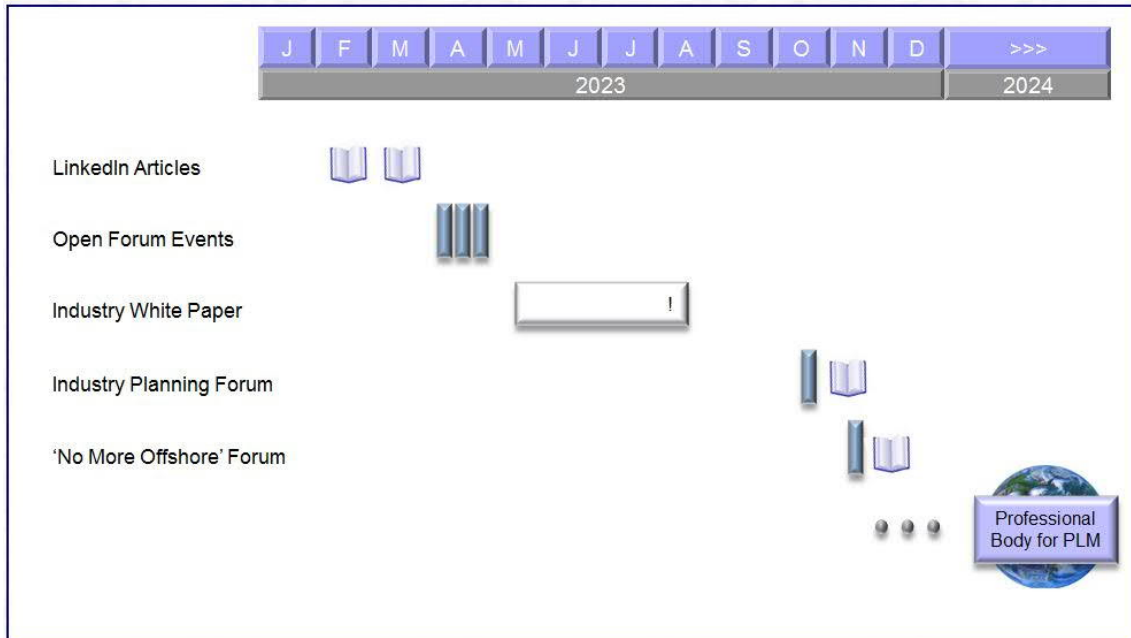 J F M A M J J A S O N D >>>
2023 2024
LinkedIn Articles
Open Forum Events
Industry White Paper !
Industry Planning Forum
‘No More Offshore’ Forum
Professional
Body for PLM